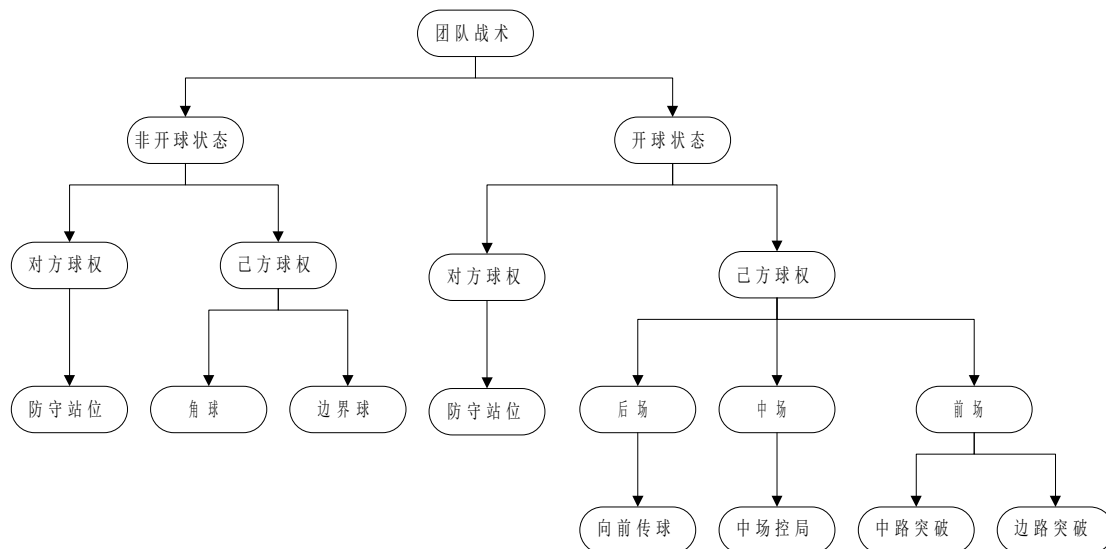 团队战术
非开球状态
开球状态
对方球权
己方球权
对方球权
己方球权
防守站位
角球
边界球
防守站位
后场
中场
前场
向前传球
中场控局
中路突破
边路突破